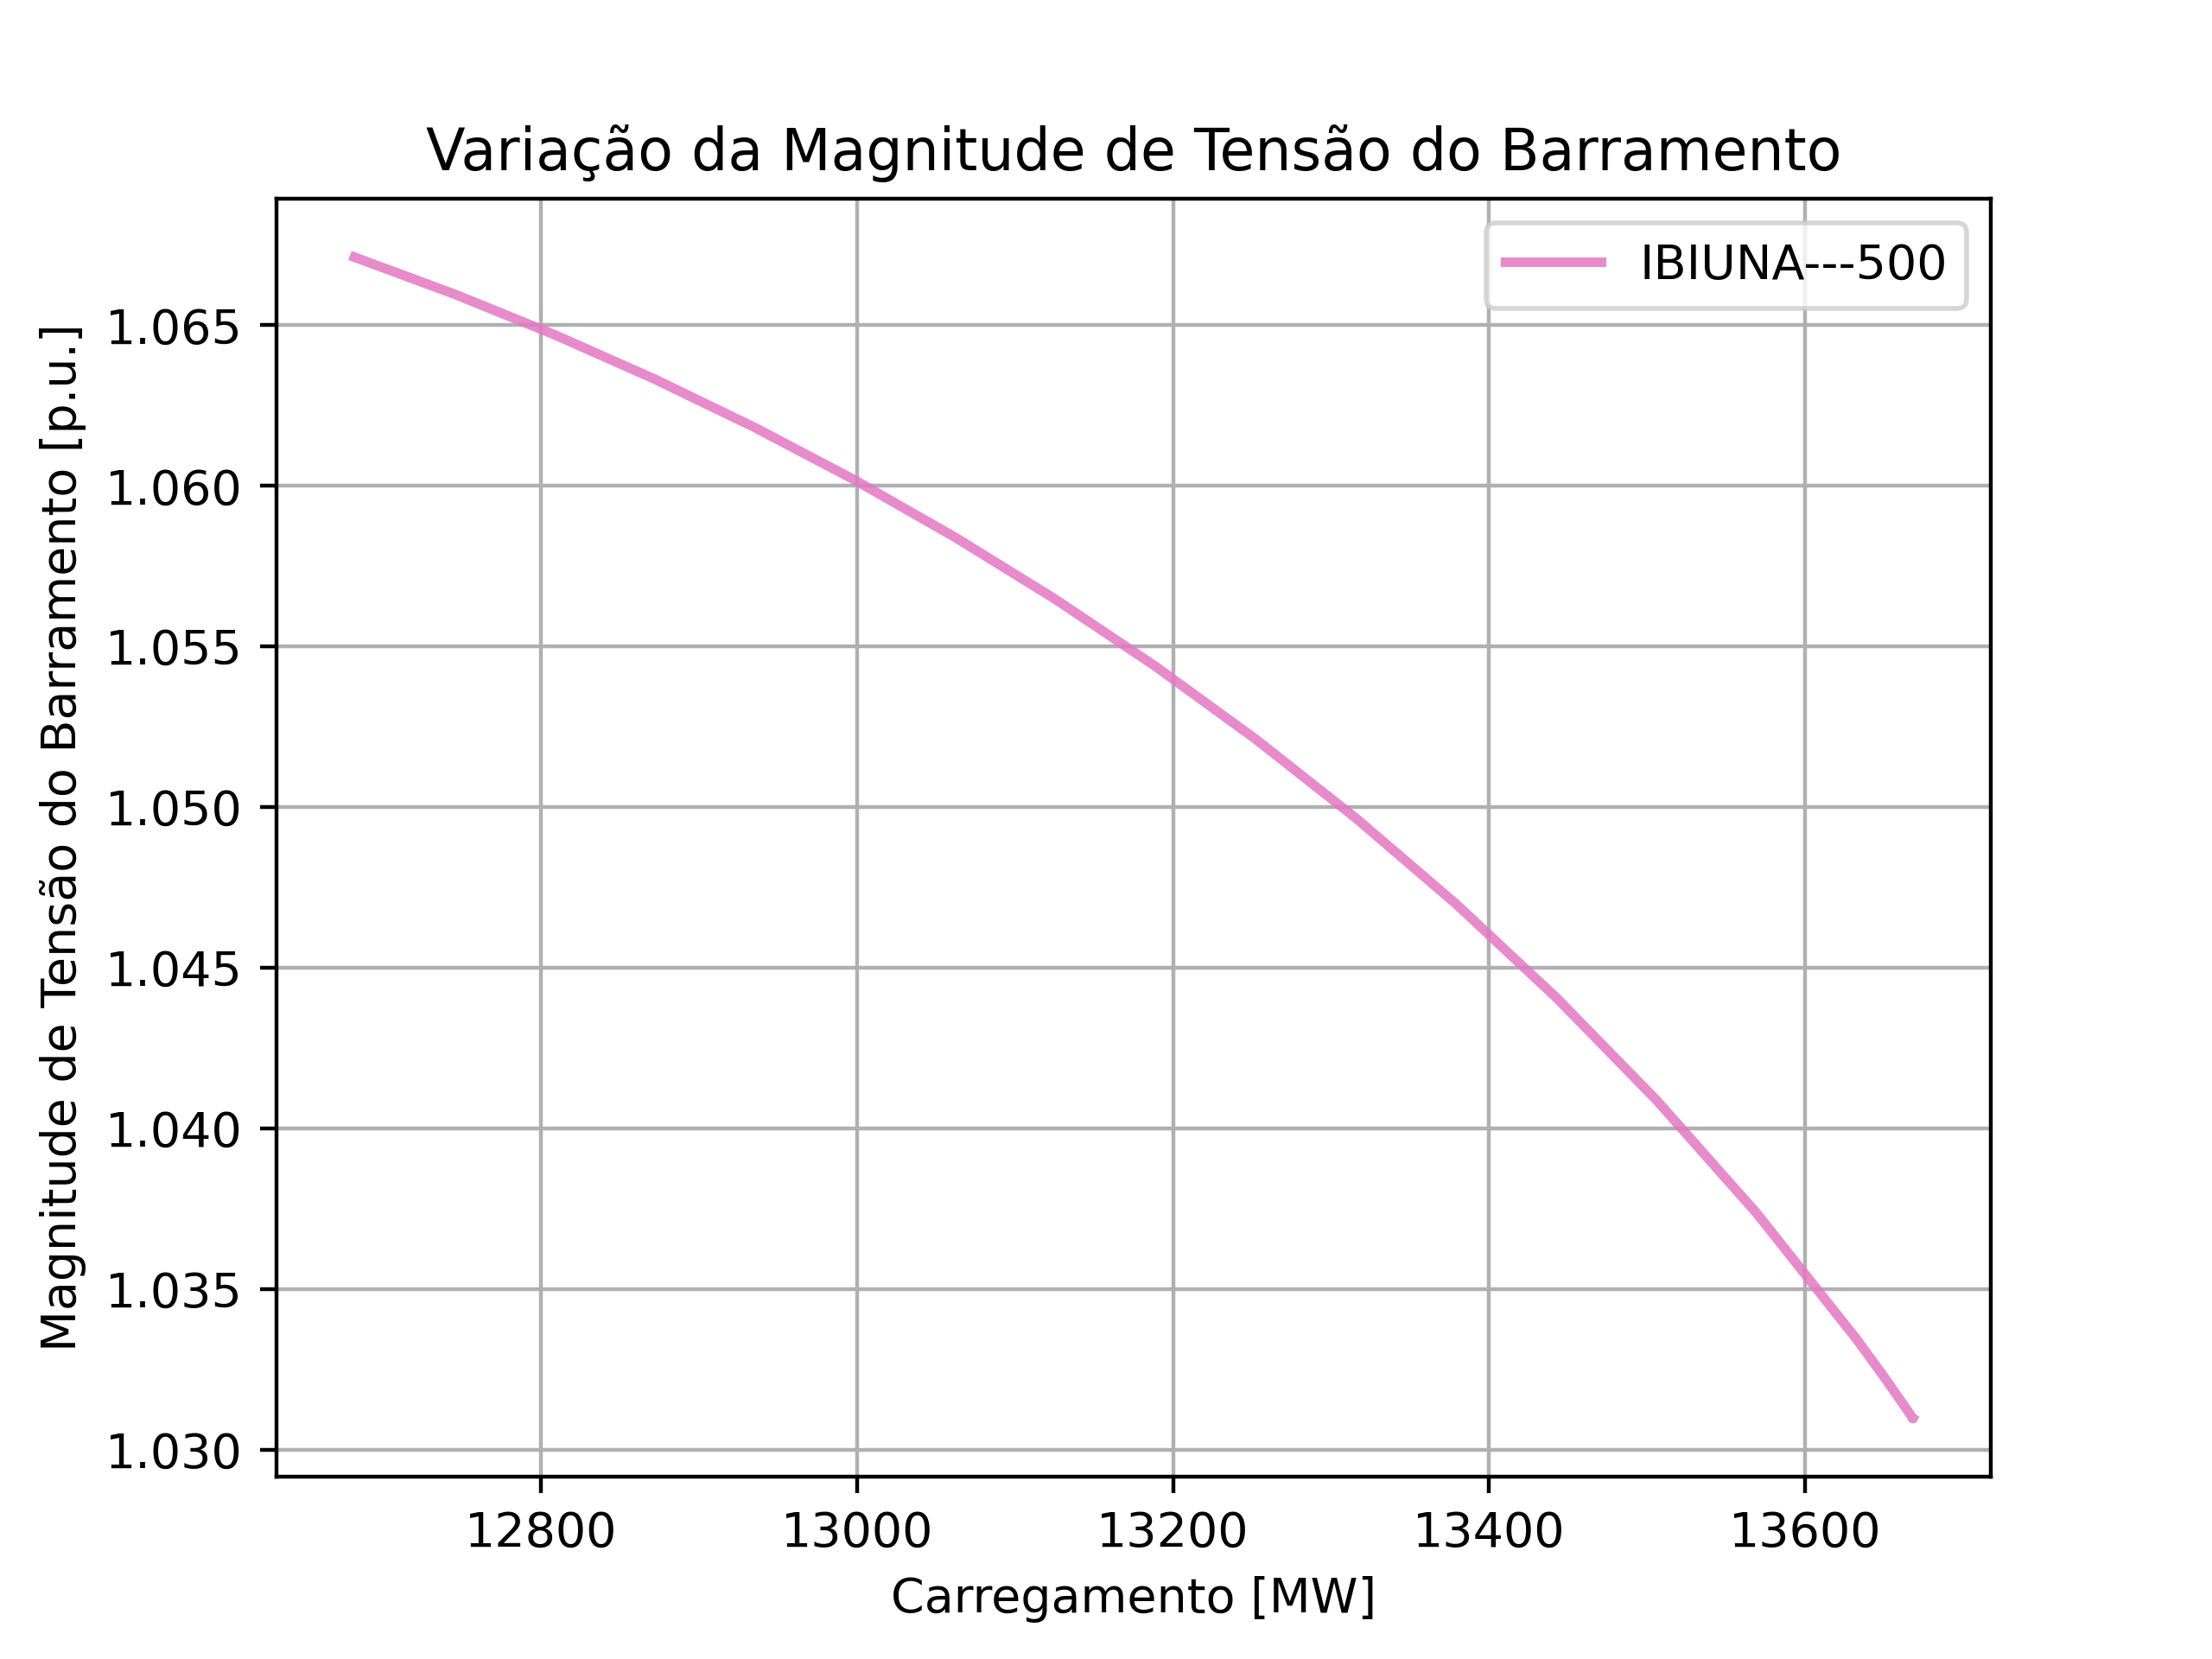 Variação da Magnitude de Tensão do Barramento
IBIUNA---500
Magnitude de Tensão do Barramento [p.u.]
1.065
1.060
1.055
1.050
1.045
1.040
1.035
1.030
12800 13000 13200 13400 13600
Carregamento [MW]